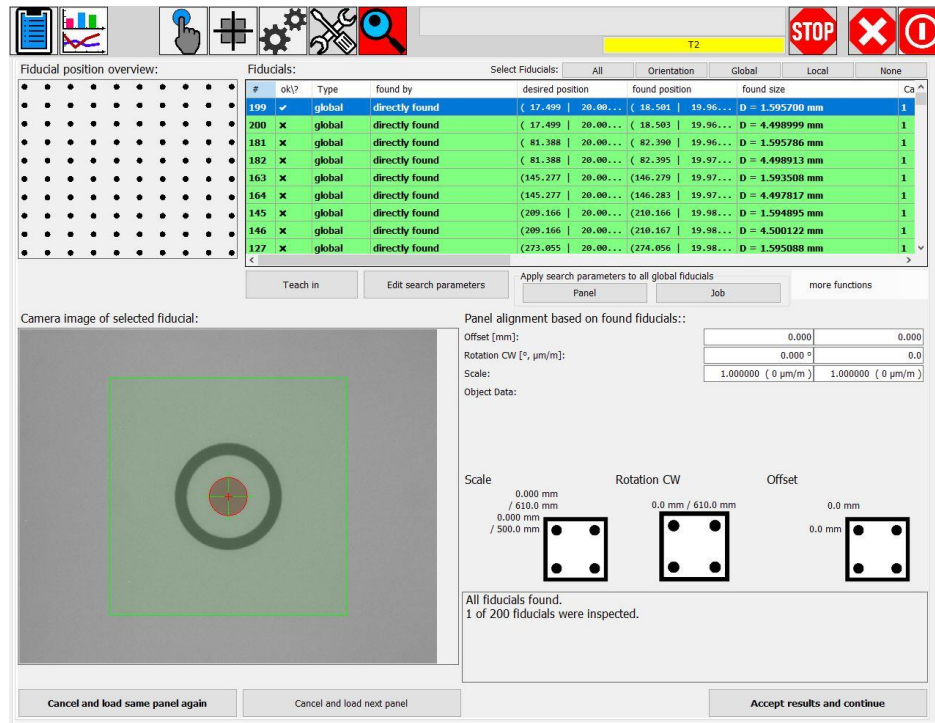 STOP
T2
Fiducial position overview:
Fiducials:
Select Fiducials: All Orientation Global Local None
# ok\? Type found by desired position found position found size Ca
199 global directly found ( 17.499 | 20.00... ( 18.501 | 19.96... D = 1.595700 mm 1
200 global directly found ( 17.499 | 20.00... ( 18.503 | 19.96... D = 4.498999 mm 1
181 global directly found ( 81.388 | 20.00... ( 82.390 | 19.96... D = 1.595786 mm 1
182 global directly found ( 81.388 | 20.00... ( 82.395 | 19.97... D = 4.498913 mm 1
163 global directly found (145.277 | 20.00... (146.279 | 19.97... D = 1.593508 mm 1
164 global directly found (145.277 | 20.00... (146.283 | 19.97... D = 4.497817 mm 1
145 global directly found (209.166 | 20.00... (210.166 | 19.98... D = 1.594895 mm 1
146 global directly found (209.166 | 20.00... (210.167 | 19.98... D = 4.500122 mm 1
127 global directly found (273.055 | 20.00... (274.056 | 19.98... D = 1.595088 mm 1
Teach in
Edit search parameters
Apply search parameters to all global fiducials
Panel
Job
more functions
Camera image of selected fiducial:
Panel alignment based on found fiducials::
Offset [mm]: 0.000 0.000
Rotation CW [°, µm/m]: 0.000 ° 0.0
Scale: 1.000000 ( 0 µm/m ) 1.000000 ( 0 µm/m )
Object Data:
Scale
0.000 mm
/ 610.0 mm
0.000 mm
/ 500.0 mm
Rotation CW
0.0 mm / 610.0 mm
Offset
0.0 mm
0.0 mm
All fiducials found.
1 of 200 fiducials were inspected.
Cancel and load same panel again
Cancel and load next panel
Accept results and continue